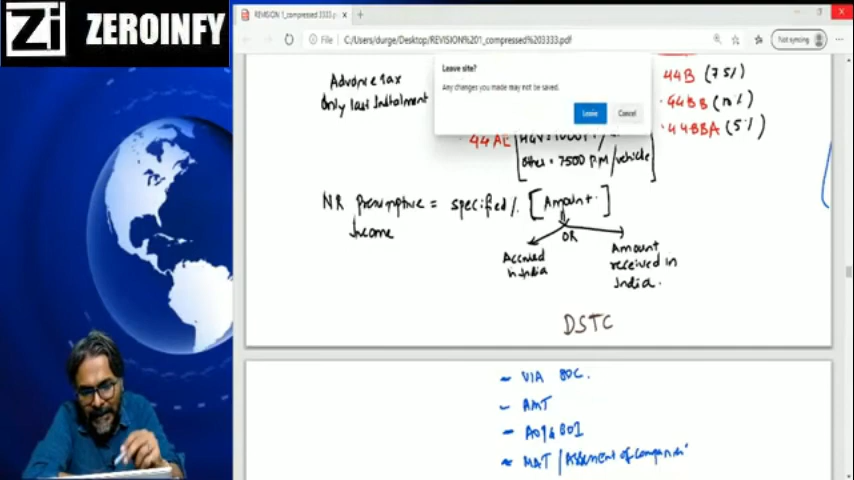 Zi ZEROINFY
REVISION 1_compressed 3333.pdf
File C:/Users/durge/Desktop/REVISION%201_compressed%203333.pdf
Not syncing
Leave site?
Any changes you made may not be saved.
Leave Cancel
Advance Tax
Only last Instalment
44B (7.5%)
44BB (10%)
44BBA (5%)
44AE
other = 7500 PM/vehicle
NR Presumptive = specified % [Amount]
Income
OR
Accrued in India
Amount received in India.
DSTC
~ VIA 80C.
- AMT
- AOP & BOI
~ MAT / Assesment of companies